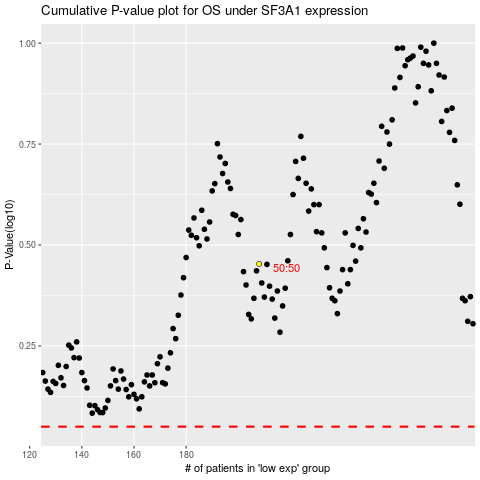 Cumulative P-value plot for OS under SF3A1 expression
P-Value(log10)
1.00
0.75
0.50
0.25
50:50
120 140 160 180
# of patients in 'low exp' group